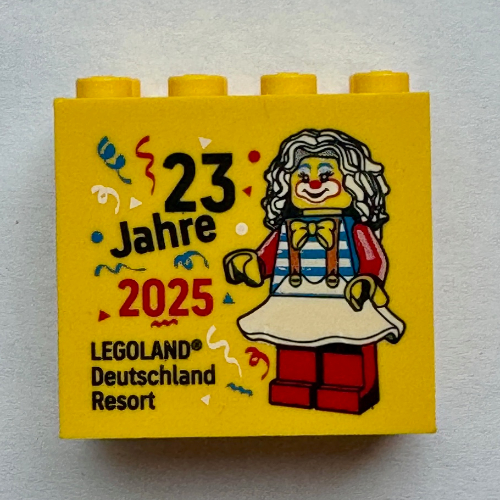 23
Jahre
2025
LEGOLAND®
Deutschland
Resort